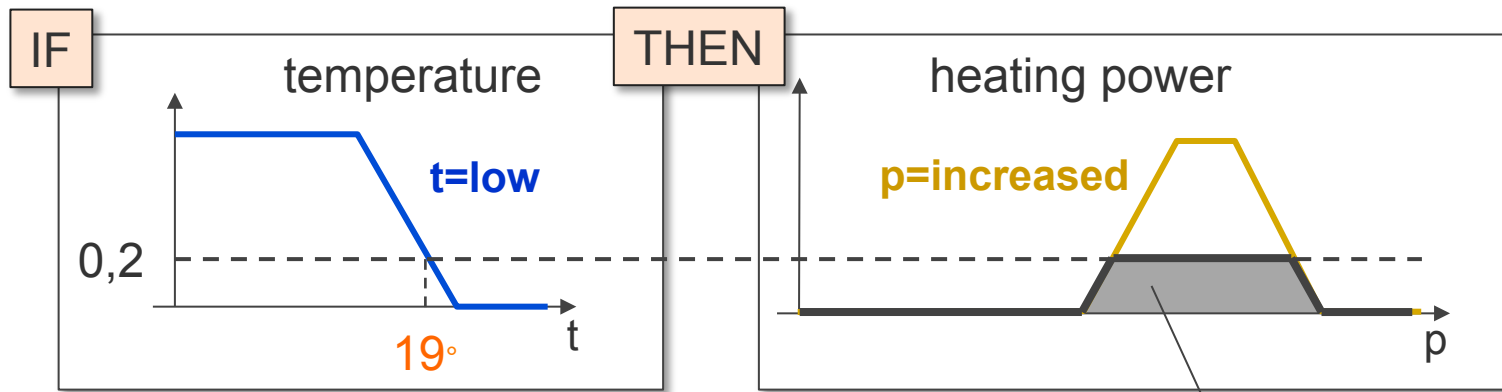 IF
THEN
temperature
heating power
t=low
p=increased
0,2
19°
t
p